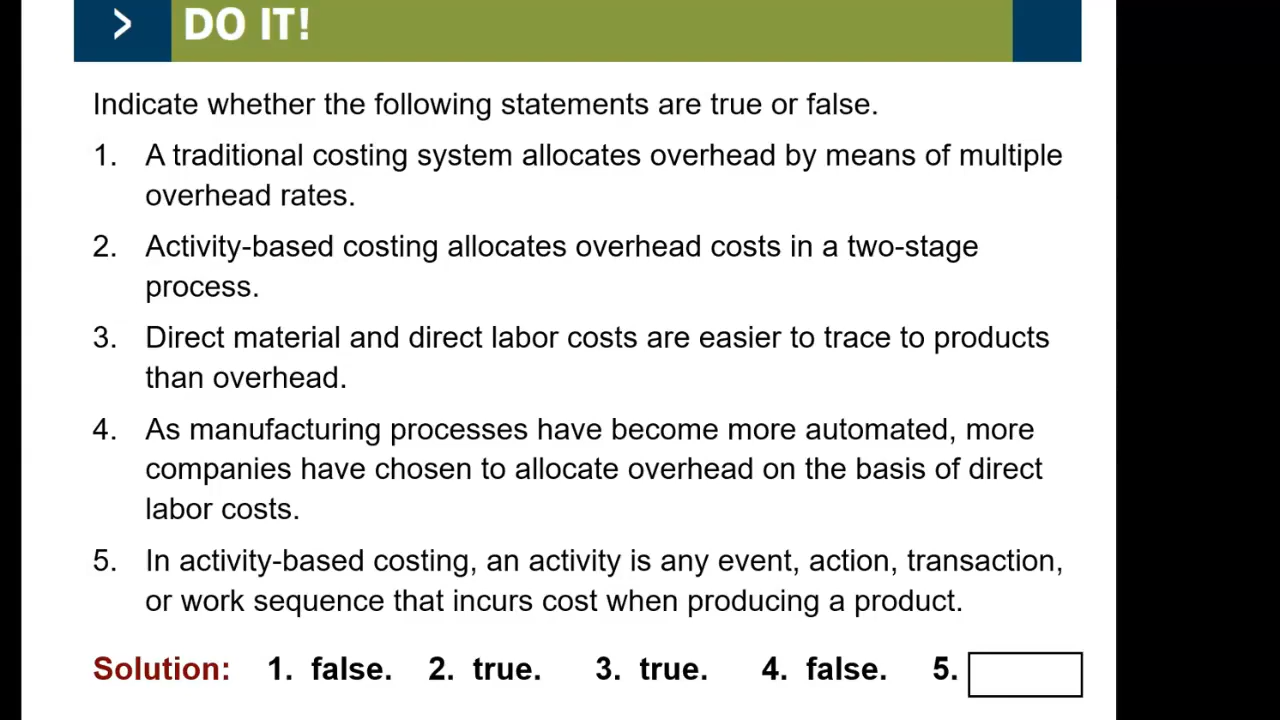 > DO IT!
Indicate whether the following statements are true or false.
1. A traditional costing system allocates overhead by means of multiple
overhead rates.
2. Activity-based costing allocates overhead costs in a two-stage
process.
3. Direct material and direct labor costs are easier to trace to products
than overhead.
4. As manufacturing processes have become more automated, more
companies have chosen to allocate overhead on the basis of direct
labor costs.
5. In activity-based costing, an activity is any event, action, transaction,
or work sequence that incurs cost when producing a product.
Solution: 1. false. 2. true. 3. true. 4. false. 5.